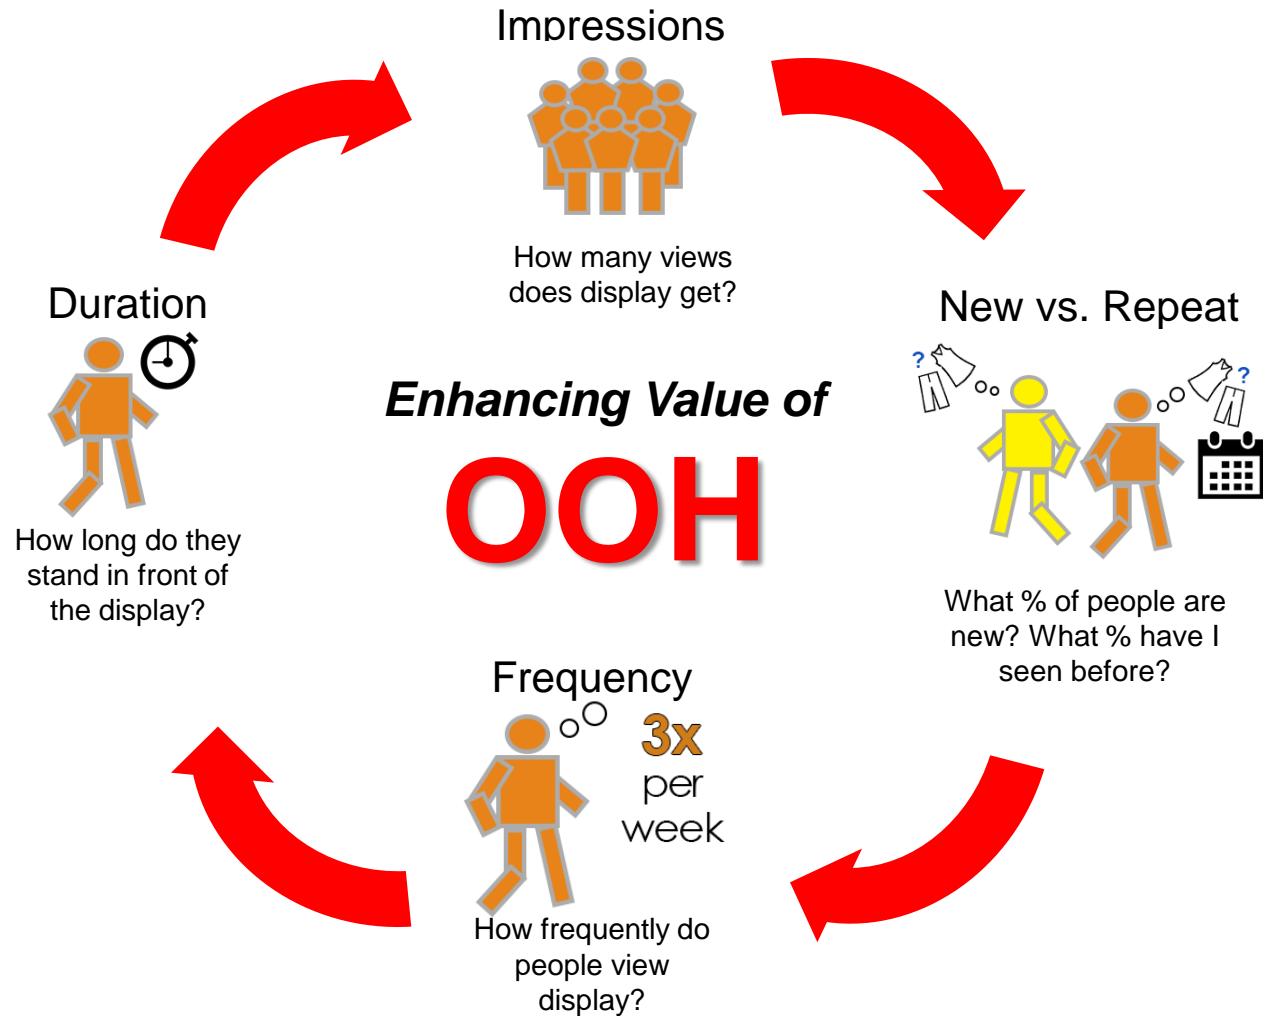 Impressions
How many views
does display get?
Duration
How long do they
stand in front of
the display?
New vs. Repeat
?
?
What % of people are
new? What % have I
seen before?
Enhancing Value of
OOH
Frequency
3x
per
week
How frequently do
people view
display?